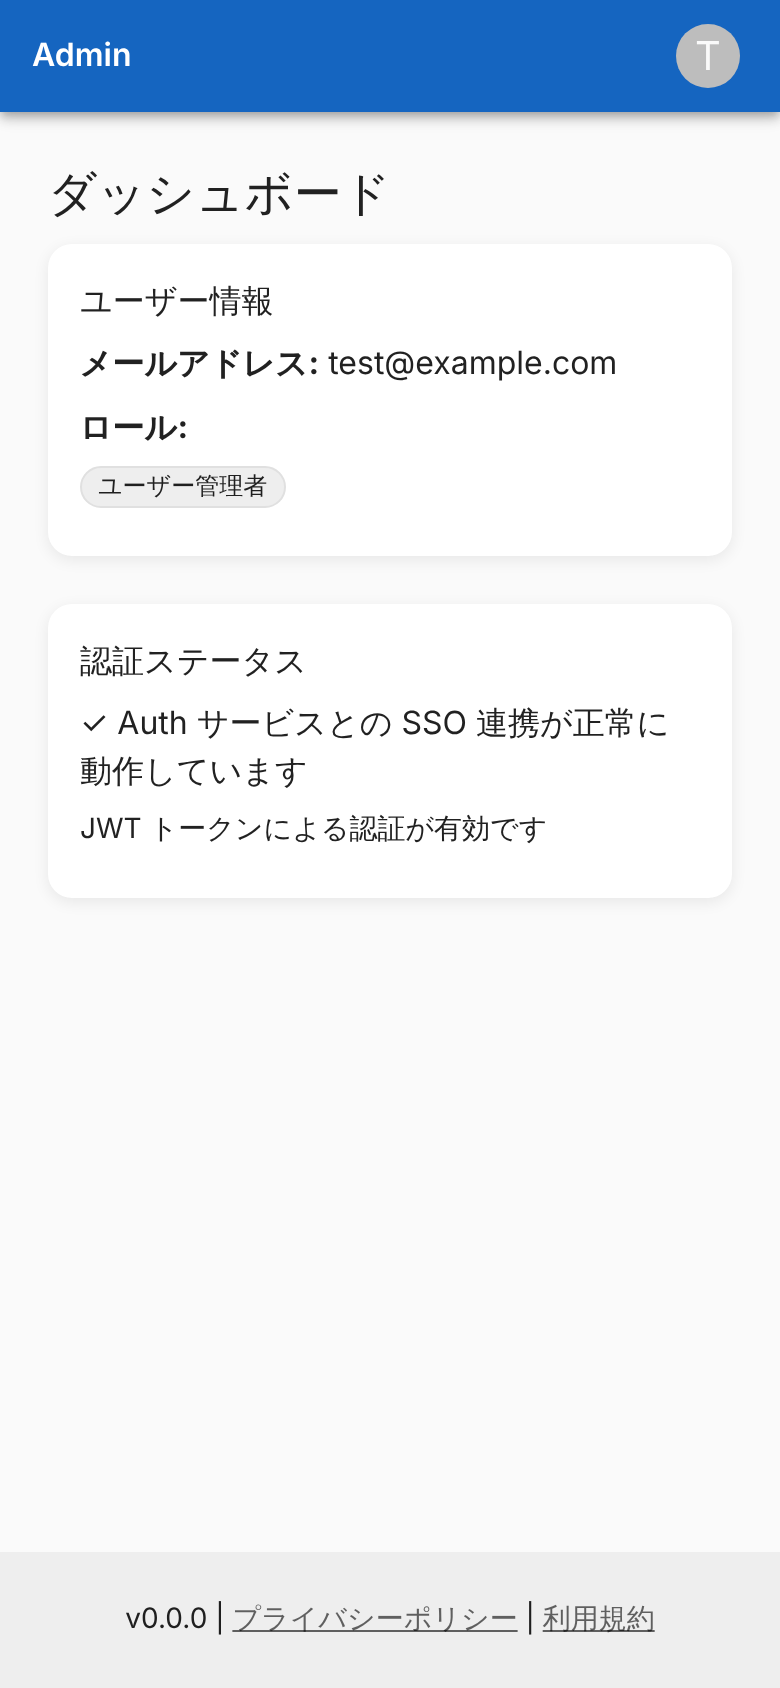 Admin
T
ダッシュボード
ユーザー情報
メールアドレス: test@example.com
ロール:
ユーザー管理者
認証ステータス
✓ Auth サービスとの SSO 連携が正常に
動作しています
JWT トークンによる認証が有効です
v0.0.0 | プライバシーポリシー | 利用規約